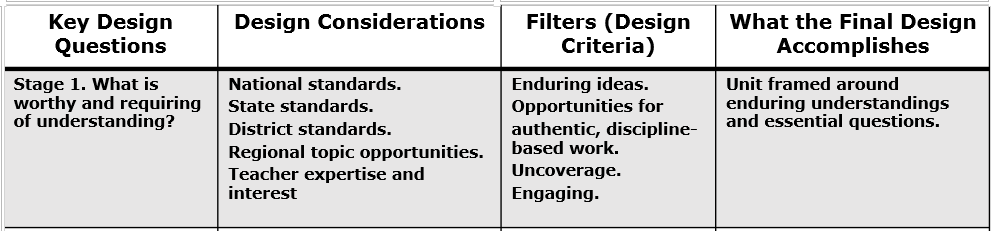 Key Design
Questions
Design Considerations
Filters (Design
Criteria)
What the Final Design
Accomplishes
Stage 1. What is
worthy and requiring
of understanding?
National standards.
State standards.
District standards.
Regional topic opportunities.
Teacher expertise and
interest
Enduring ideas.
Opportunities for
authentic, discipline-
based work.
Uncoverage.
Engaging.
Unit framed around
enduring understandings
and essential questions.